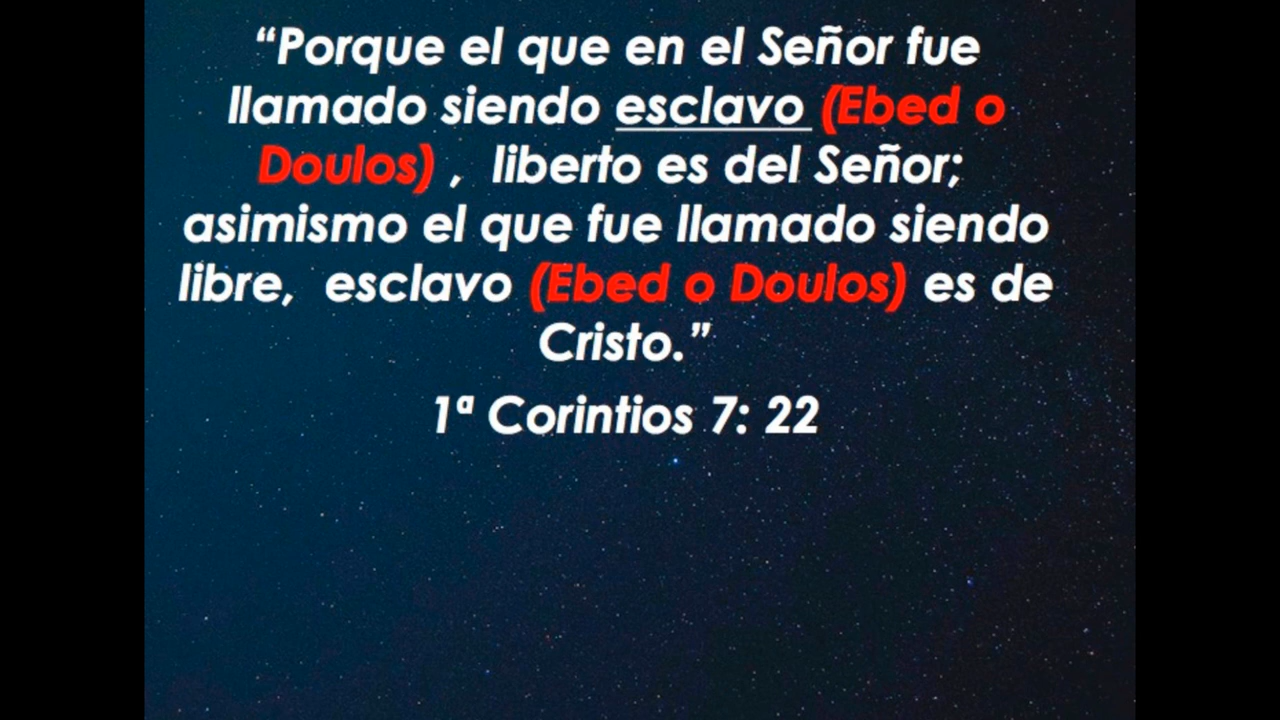 “Porque el que en el Señor fue
llamado siendo esclavo (Ebed o
Doulos) , liberto es del Señor;
asimismo el que fue llamado siendo
libre, esclavo (Ebed o Doulos) es de
Cristo.”
1ª Corintios 7: 22